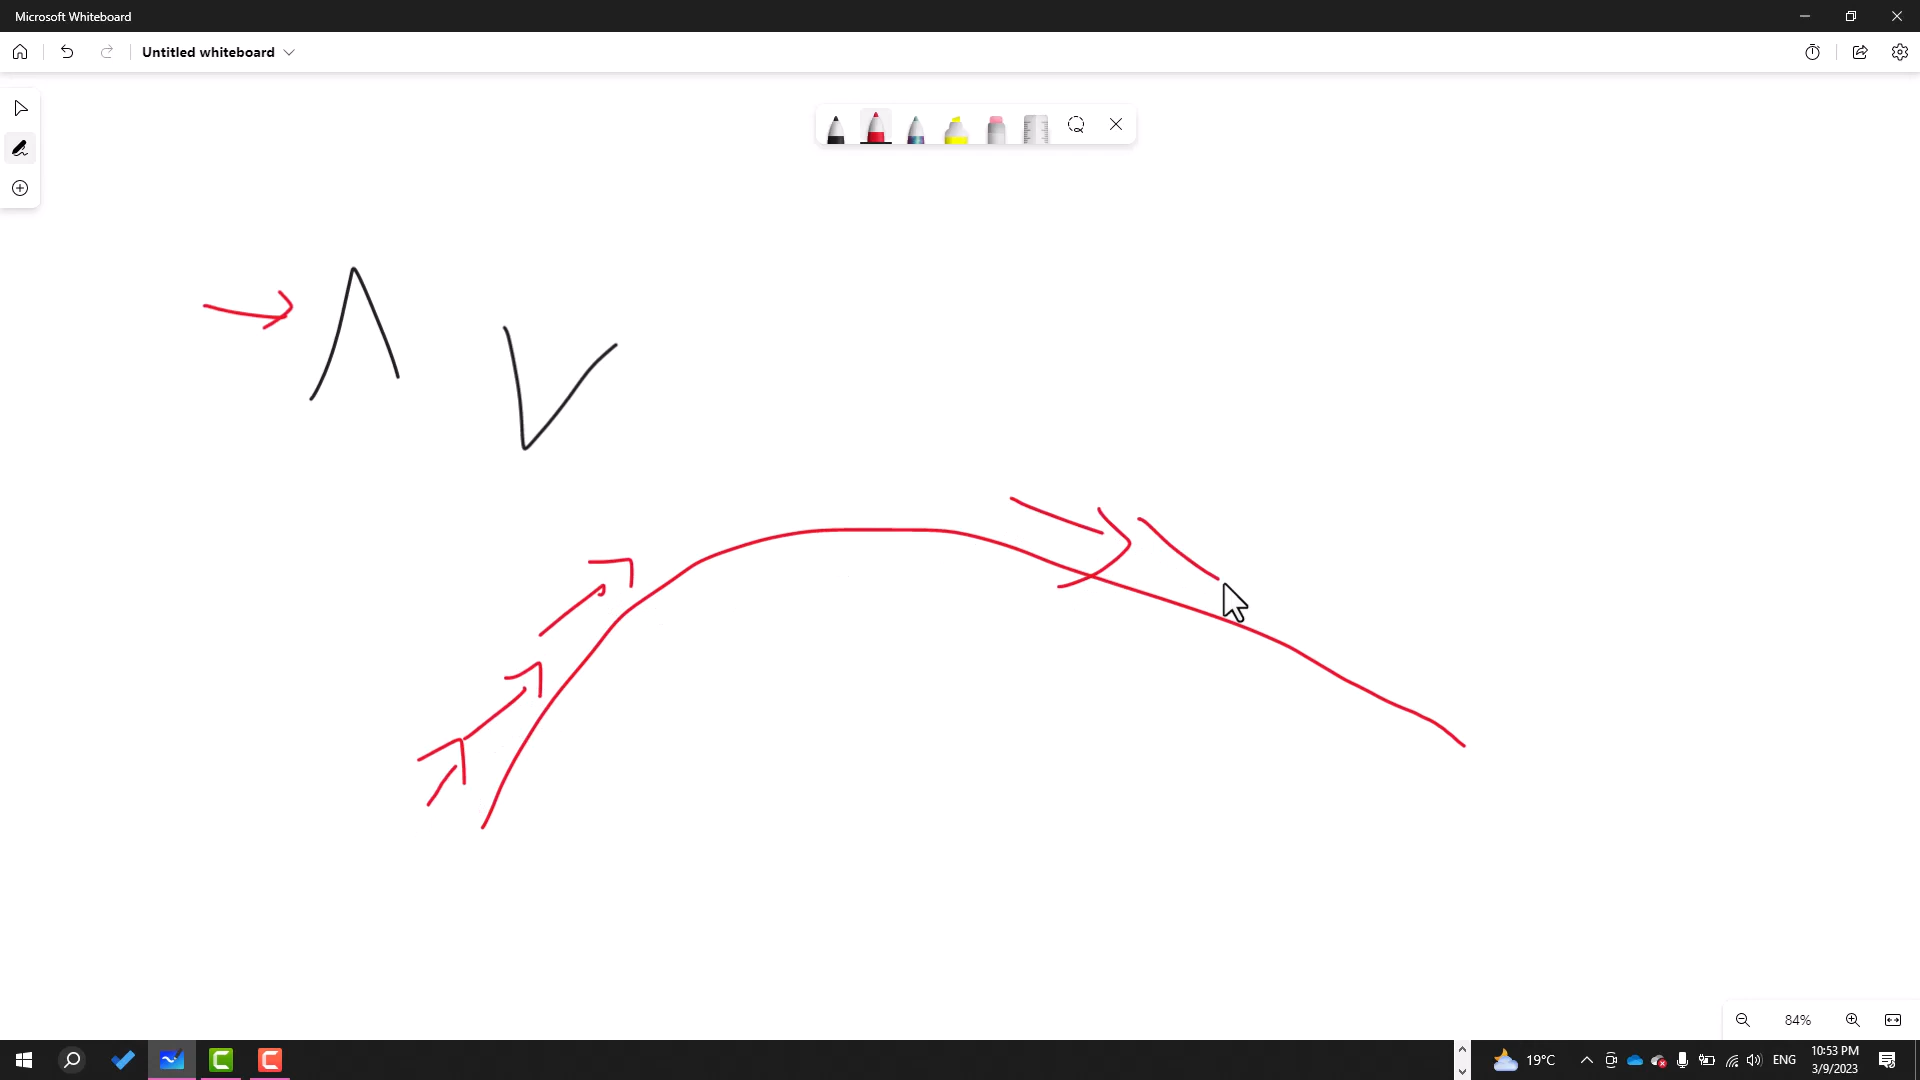 Microsoft Whiteboard
Untitled whiteboard
84%
19°C
ENG
10:53 PM
3/9/2023